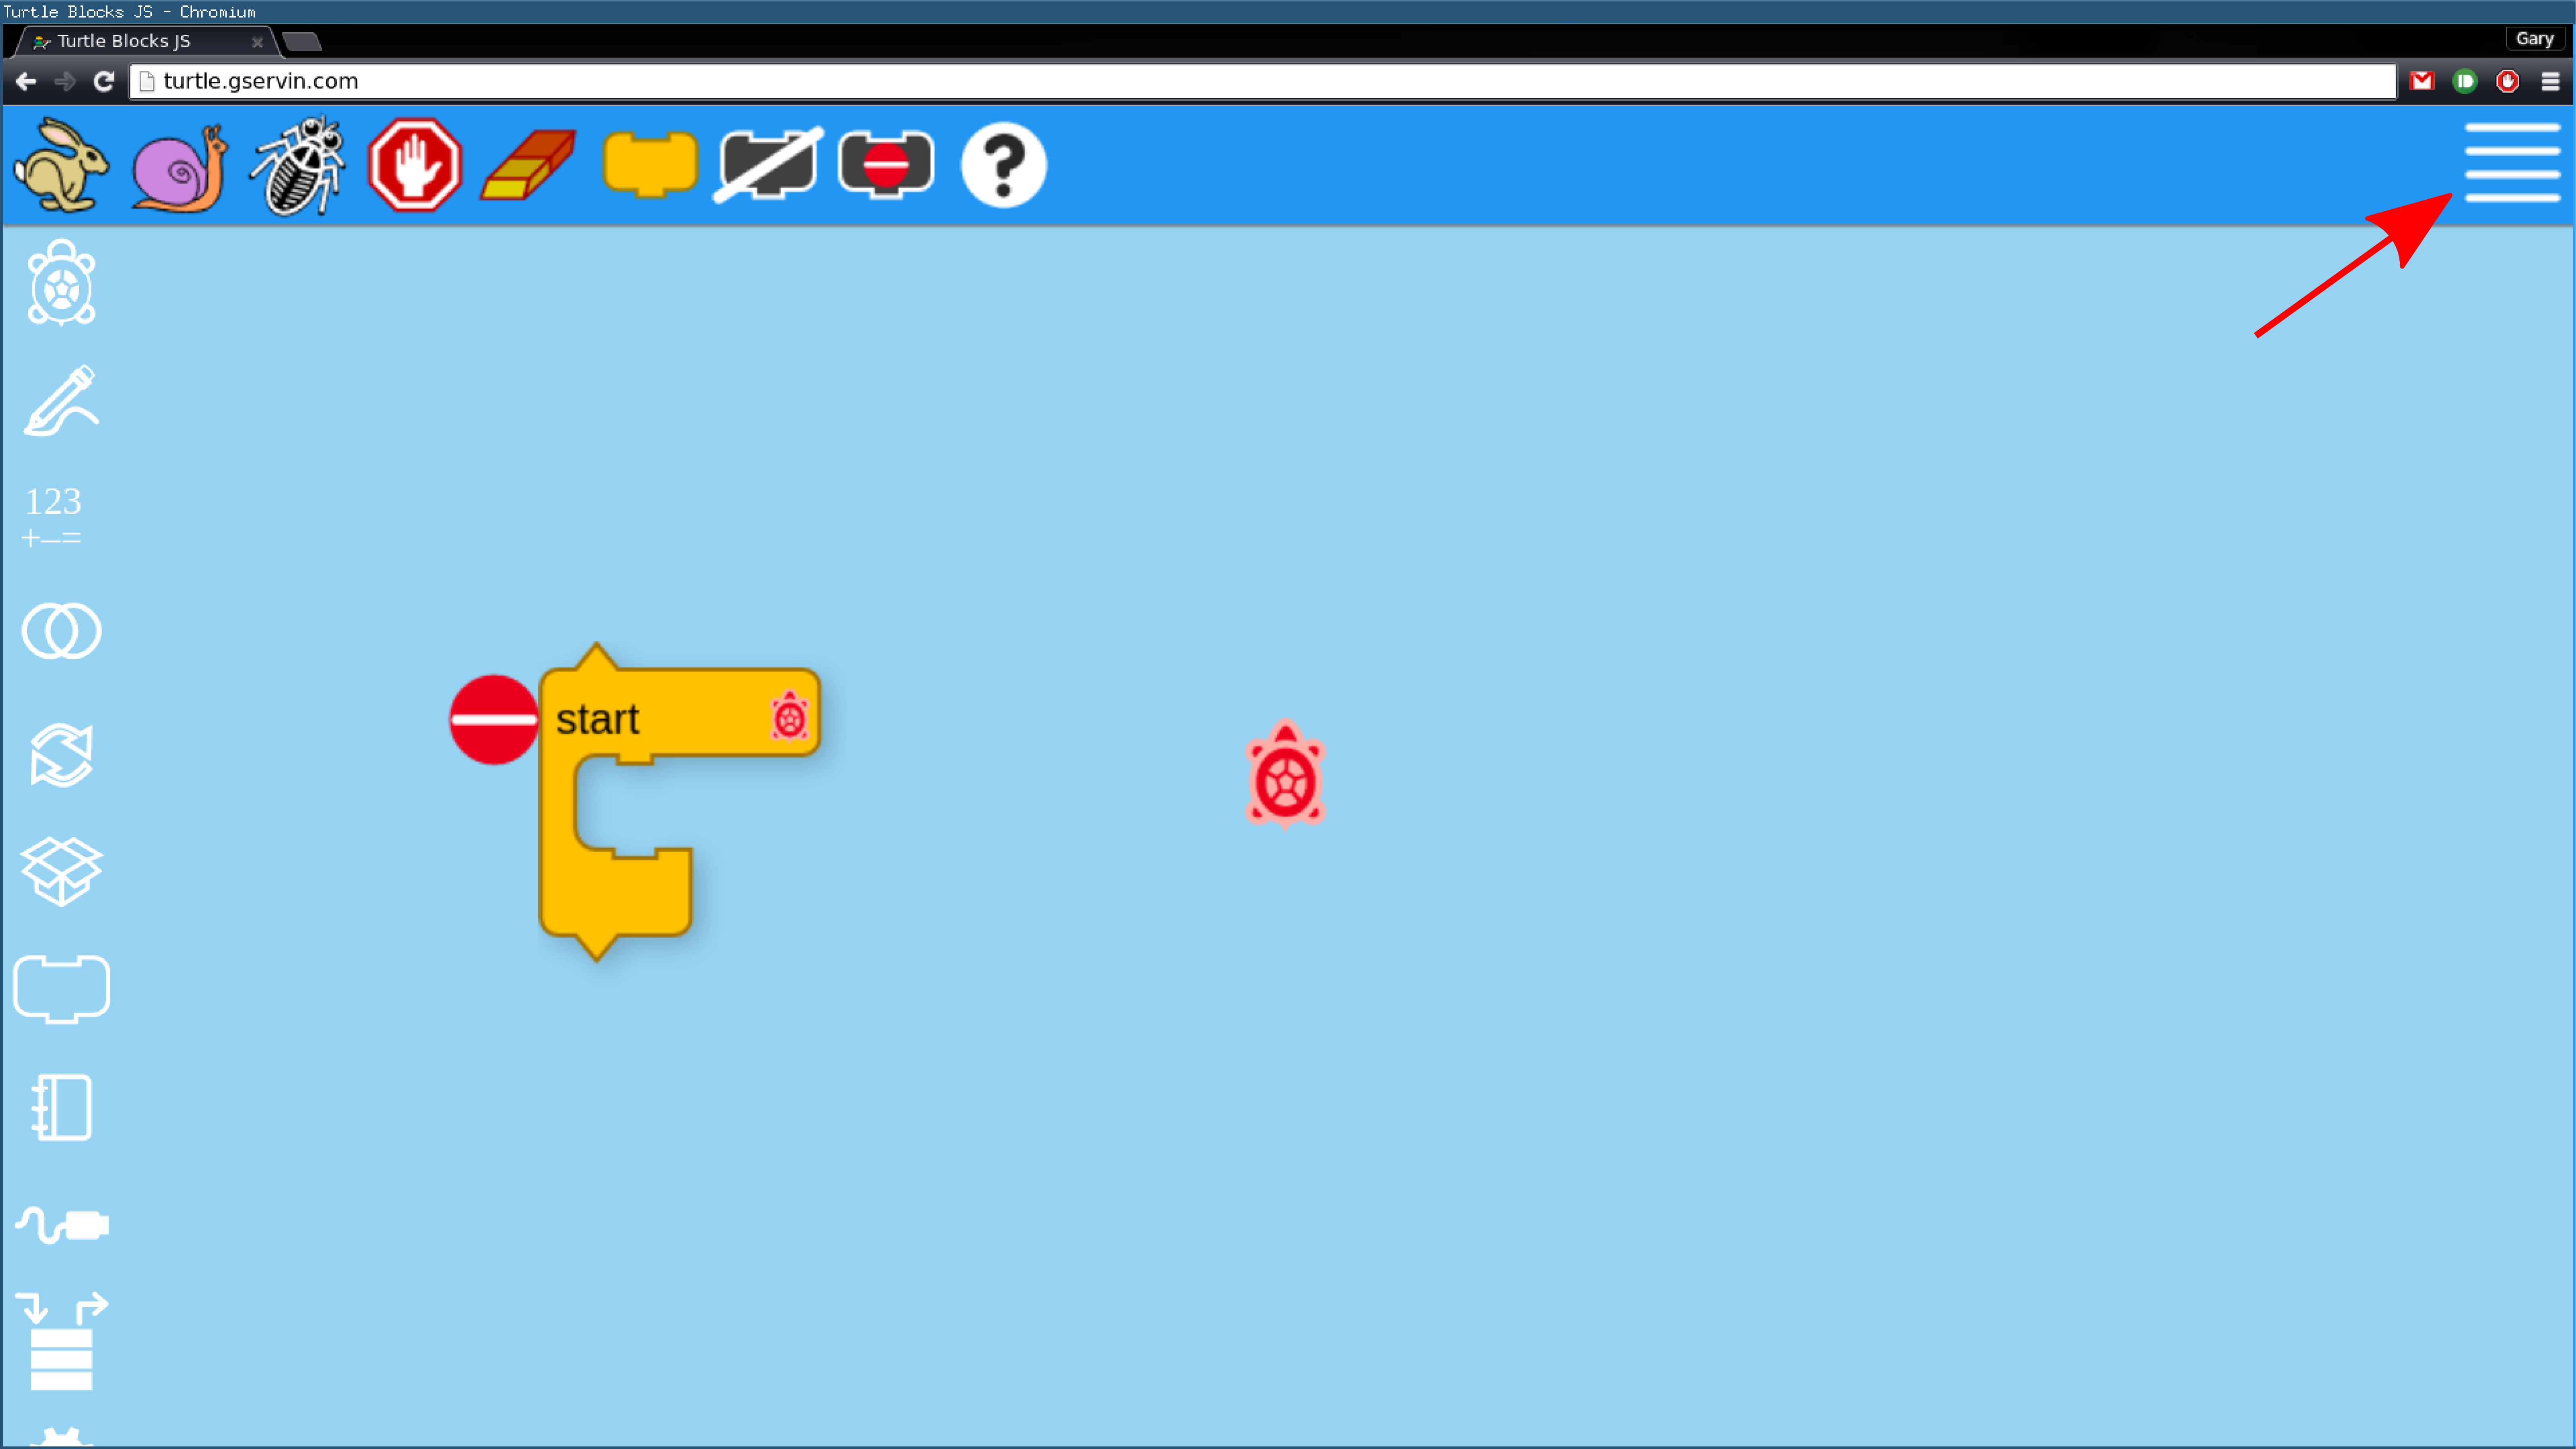 Turtle Blocks JS - Chromium
Turtle Blocks JS
Gary
turtle.gservin.com
?
123
+−=
start